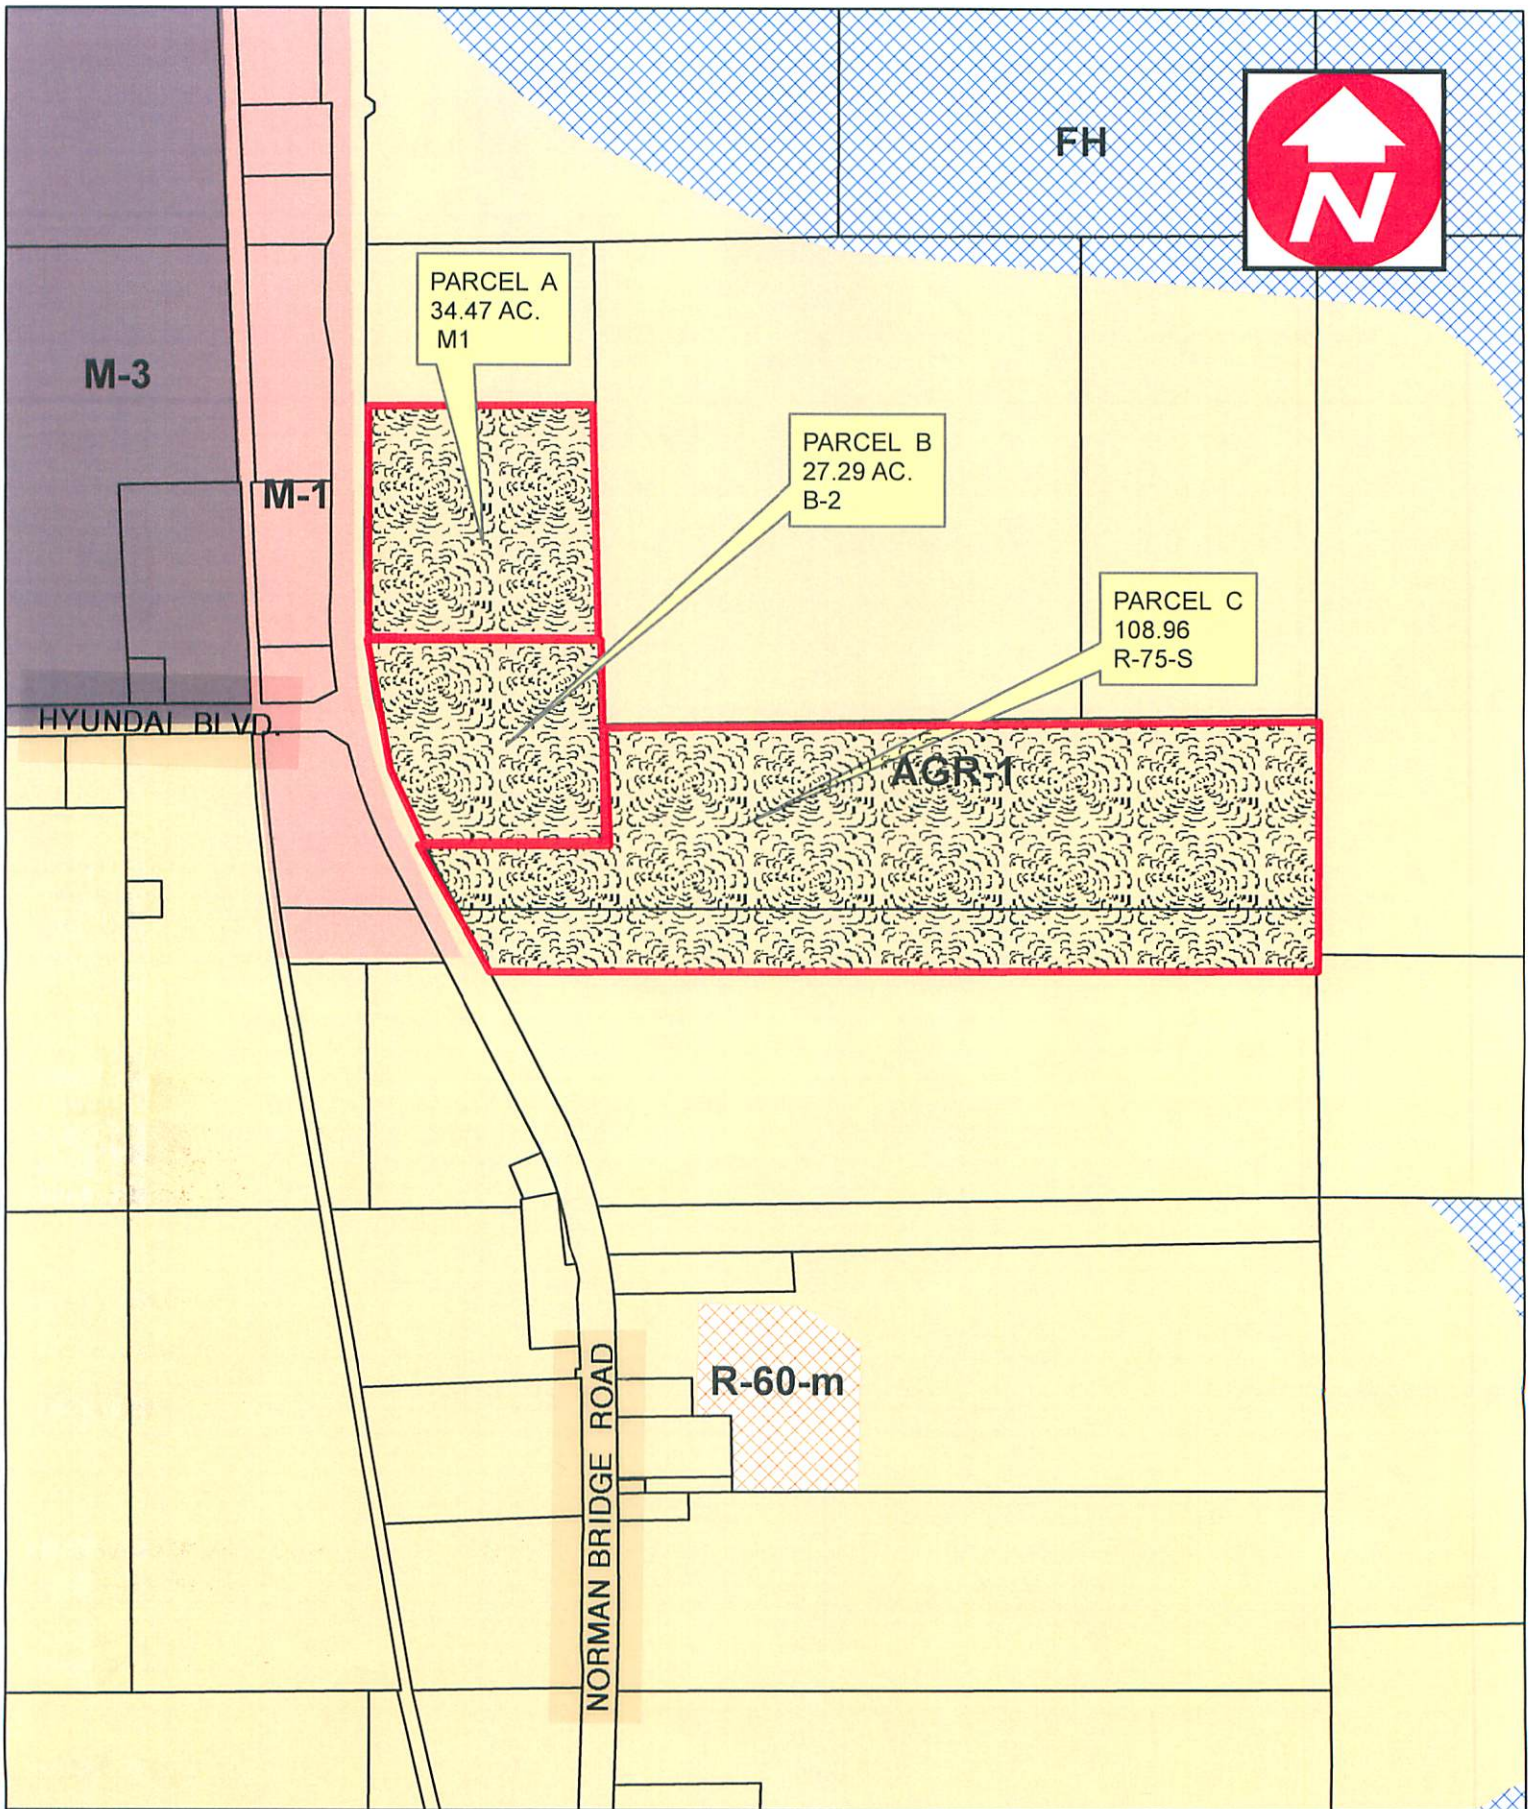 FH
N
PARCEL A
34.47 AC.
M1
M-3
PARCEL B
27.29 AC.
B-2
M-1
PARCEL C
108.96
R-75-S
HYUNDAI BLVD.
AGR-1
R-60-m
NORMAN BRIDGE ROAD